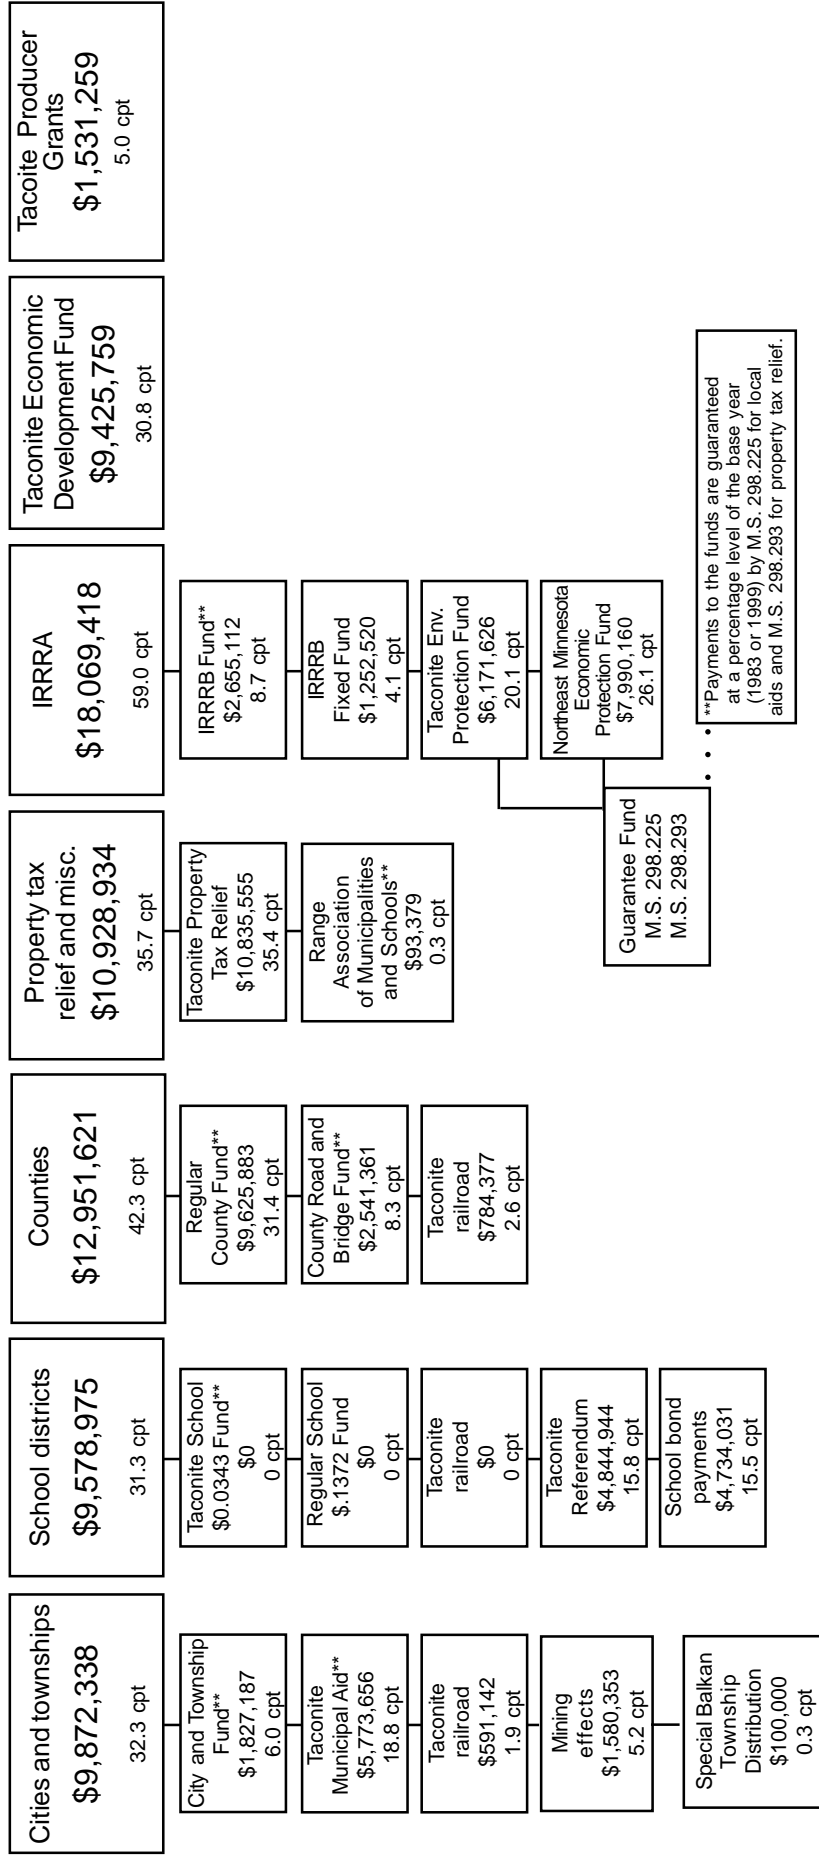 Cities and townships
$9,872,338
32.3 cpt
City and Township
Fund**
$1,827,187
6.0 cpt
Taconite
Municipal Aid**
$5,773,656
18.8 cpt
Taconite
railroad
$591,142
1.9 cpt
Mining
effects
$1,580,353
5.2 cpt
Special Balkan
Township
Distribution
$100,000
0.3 cpt
School districts
$9,578,975
31.3 cpt
Taconite School
$0.0343 Fund**
$0
0 cpt
Regular School
$.1372 Fund
$0
0 cpt
Taconite
railroad
$0
0 cpt
Taconite
Referendum
$4,844,944
15.8 cpt
School bond
payments
$4,734,031
15.5 cpt
Counties
$12,951,621
42.3 cpt
Regular
County Fund**
$9,625,883
31.4 cpt
County Road and
Bridge Fund**
$2,541,361
8.3 cpt
Taconite
railroad
$784,377
2.6 cpt
Property tax
relief and misc.
$10,928,934
35.7 cpt
Taconite Property
Tax Relief
$10,835,555
35.4 cpt
Range
Association
of Municipalities
and Schools**
$93,379
0.3 cpt
IRRRA
$18,069,418
59.0 cpt
IRRRB Fund**
$2,655,112
8.7 cpt
IRRRB
Fixed Fund
$1,252,520
4.1 cpt
Taconite Env.
Protection Fund
$6,171,626
20.1 cpt
Northeast Minnesota
Economic
Protection Fund
$7,990,160
26.1 cpt
Guarantee Fund
M.S. 298.225
M.S. 298.293
Taconite Economic
Development Fund
$9,425,759
30.8 cpt
Tacoite Producer
Grants
$1,531,259
5.0 cpt
**Payments to the funds are guaranteed
at a percentage level of the base year
(1983 or 1999) by M.S. 298.225 for local
aids and M.S. 298.293 for property tax relief.